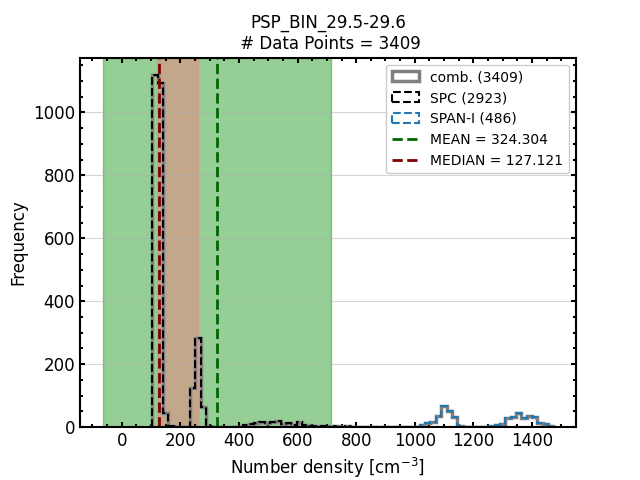 PSP_BIN_29.5-29.6
# Data Points = 3409
comb. (3409)
SPC (2923)
SPAN-I (486)
MEAN = 324.304
MEDIAN = 127.121
Frequency
1000
800
600
400
200
0
0 200 400 600 800 1000 1200 1400
Number density [cm⁻³]